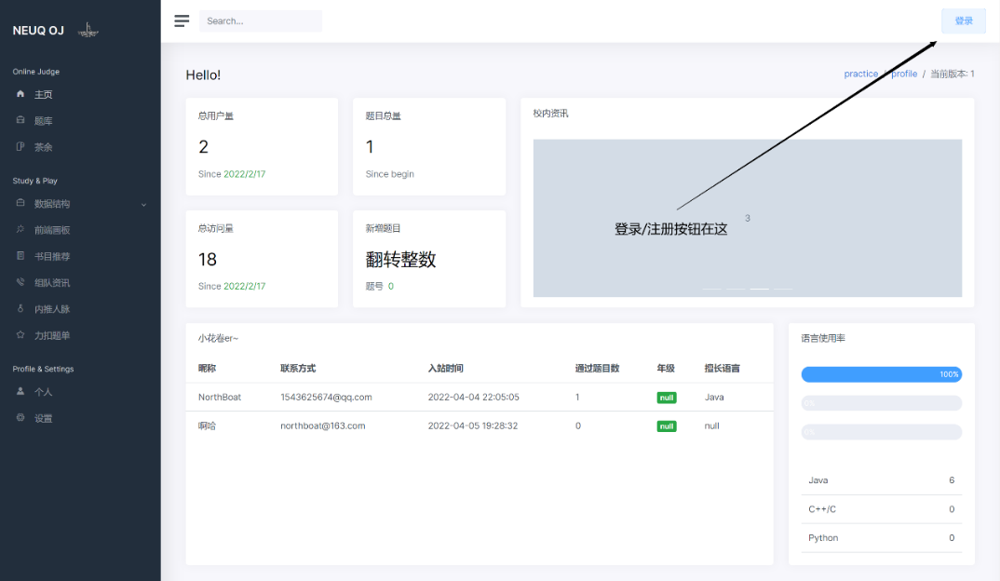 NEUQ OJ
Search...
登录
Online Judge
主页
题库
茶余
Study & Play
数据结构
前端画板
书目推荐
组队资讯
内推人脉
力扣题单
Profile & Settings
个人
设置
Hello!
practice / profile / 当前版本: 1
总用户量
2
Since 2022/2/17
题目总量
1
Since begin
校内资讯
3
登录/注册按钮在这
总访问量
18
Since 2022/2/17
新增题目
翻转整数
题号 0
小花卷er~
昵称 联系方式 入站时间 通过题目数 年级 擅长语言
NorthBoat 1543625674@qq.com 2022-04-04 22:05:05 1 null Java
啊哈 northboat@163.com 2022-04-05 19:28:32 0 null null
语言使用率
100%
Java 6
C++/C 0
Python 0